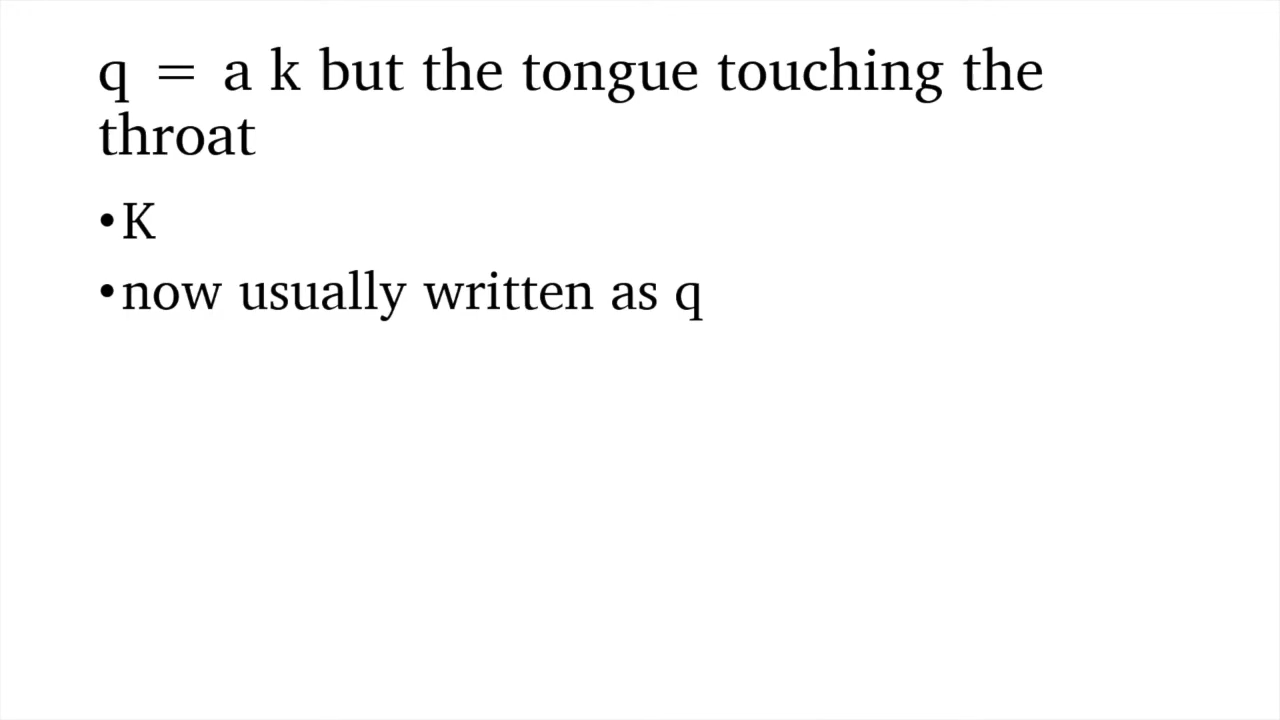 q = a k but the tongue touching the
throat
•K
•now usually written as q